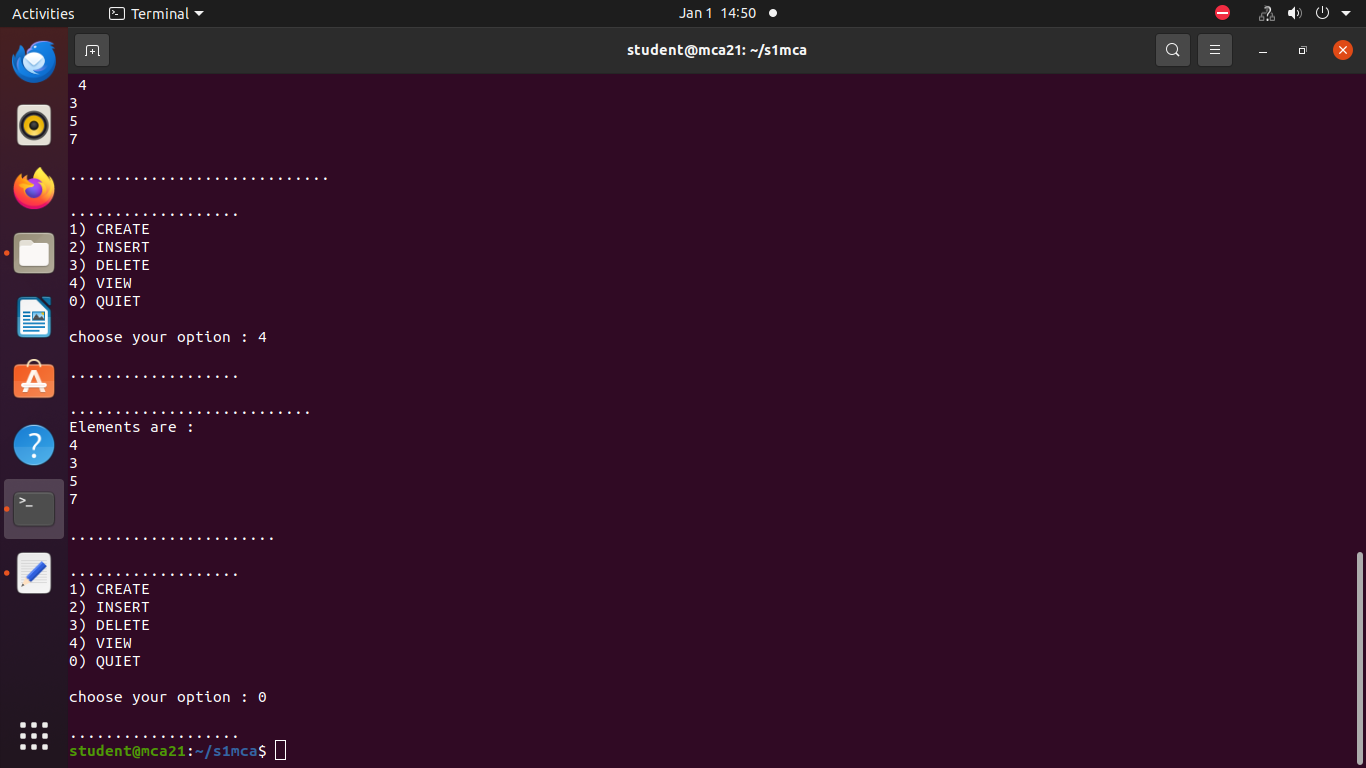 Activities
Terminal
Jan 1 14:50
student@mca21: ~/s1mca
4
3
5
7
.............................
...................
1) CREATE
2) INSERT
3) DELETE
4) VIEW
0) QUIET
choose your option : 4
...................
...........................
Elements are :
4
3
5
7
.......................
...................
1) CREATE
2) INSERT
3) DELETE
4) VIEW
0) QUIET
choose your option : 0
...................
student@mca21:~/s1mca$